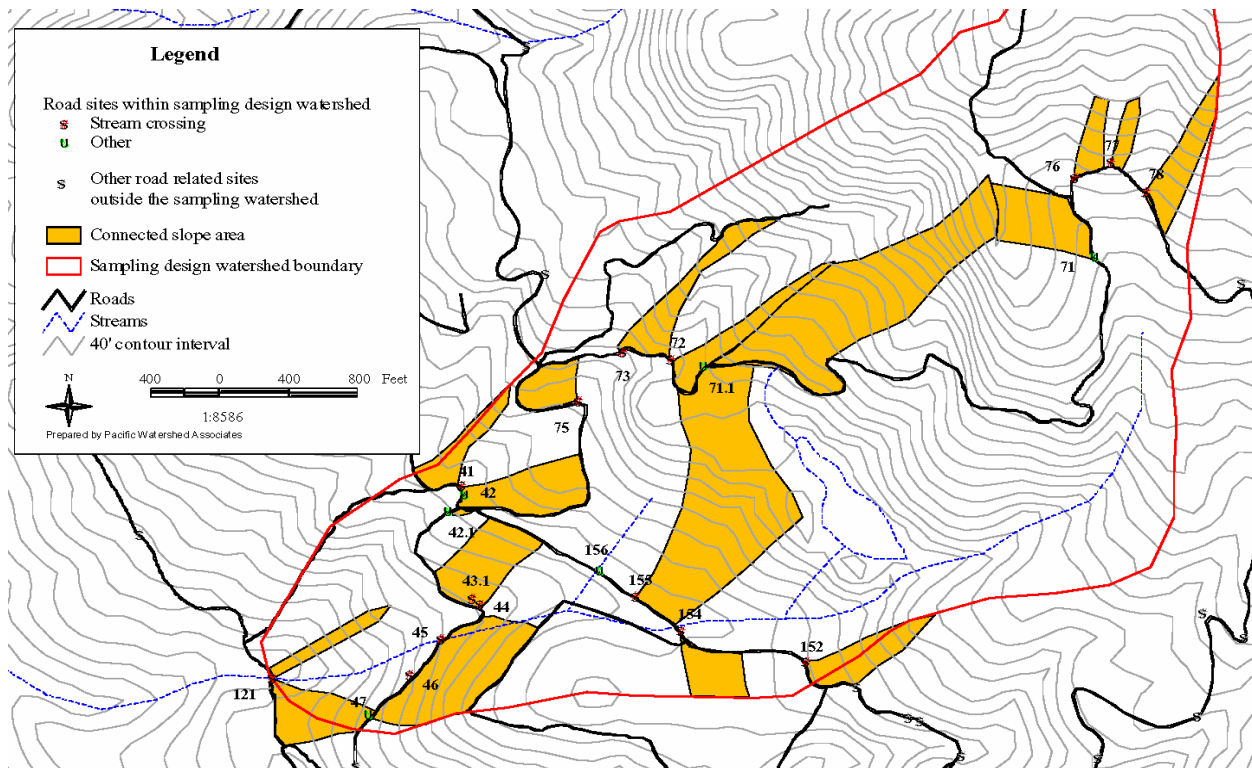 Legend
Road sites within sampling design watershed
s Stream crossing
u Other
s Other road related sites
outside the sampling watershed
Connected slope area
Sampling design watershed boundary
Roads
Streams
40' contour interval
N
400 0 400 800 Feet
1:8586
Prepared by Pacific Watershed Associates
77
76
78
71
72
73
71.1
75
41
42
42.1
156
43.1
155
44
154
45
152
46
121
47